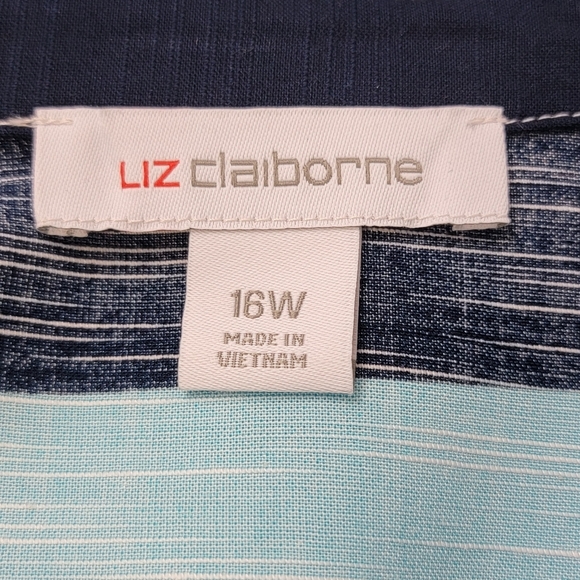 LIZ claiborne
16W
MADE IN
VIETNAM